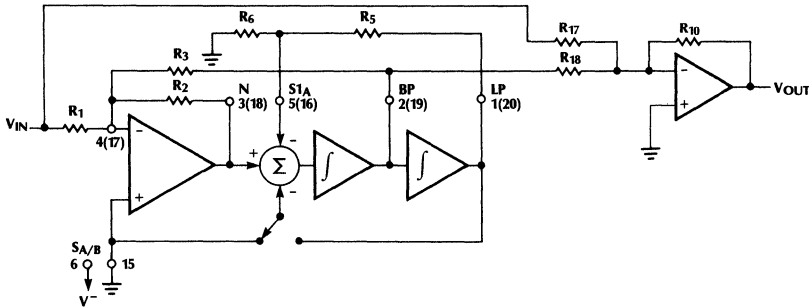 R6
R5
R17
R10
R3
R18
R2
N
3(18)
S1A
5(16)
BP
2(19)
LP
1(20)
VIN
R1
4(17)
−
+
+
−
Σ
−
∫
∫
−
+
VOUT
SA/B
6
15
V−